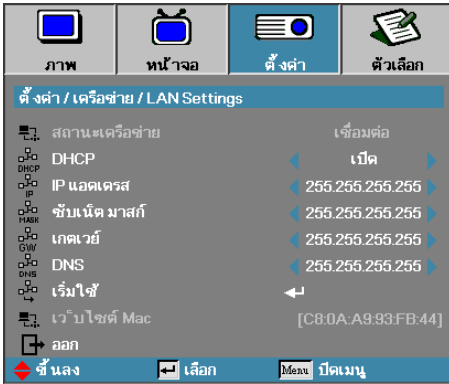 ภาพ หน้าจอ ตั้งค่า ตัวเลือก
ตั้งค่า / เครือข่าย / LAN Settings
สถานะเครือข่าย เชื่อมต่อ
DHCP DHCP เปิด
IP IP แอดเดรส 255.255.255.255
MASK ซับเน็ต มาสก์ 255.255.255.255
GW เกตเวย์ 255.255.255.255
DNS DNS 255.255.255.255
เริ่มใช้
เว็บไซต์ Mac [C8:0A:A9:93:FB:44]
ออก
ขึ้นลง เลือก Menu ปิดเมนู